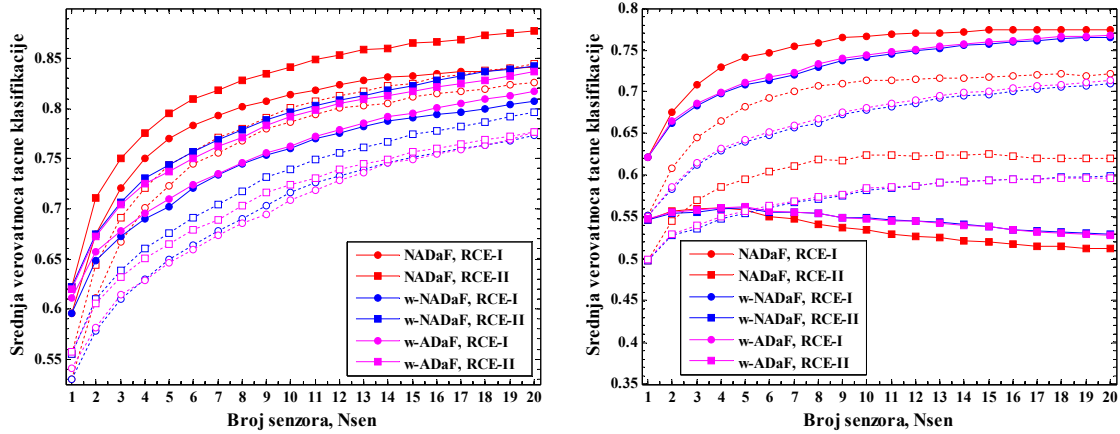 Srednja verovatnoca tacne klasifikacije
0.85
0.8
0.75
0.7
0.65
0.6
0.55
1 2 3 4 5 6 7 8 9 10 11 12 13 14 15 16 17 18 19 20
Broj senzora, Nsen
NADaF, RCE-I
NADaF, RCE-II
w-NADaF, RCE-I
w-NADaF, RCE-II
w-ADaF, RCE-I
w-ADaF, RCE-II
Srednja verovatnoca tacne klasifikacije
0.8
0.75
0.7
0.65
0.6
0.55
0.5
0.45
0.4
0.35
1 2 3 4 5 6 7 8 9 10 11 12 13 14 15 16 17 18 19 20
Broj senzora, Nsen
NADaF, RCE-I
NADaF, RCE-II
w-NADaF, RCE-I
w-NADaF, RCE-II
w-ADaF, RCE-I
w-ADaF, RCE-II